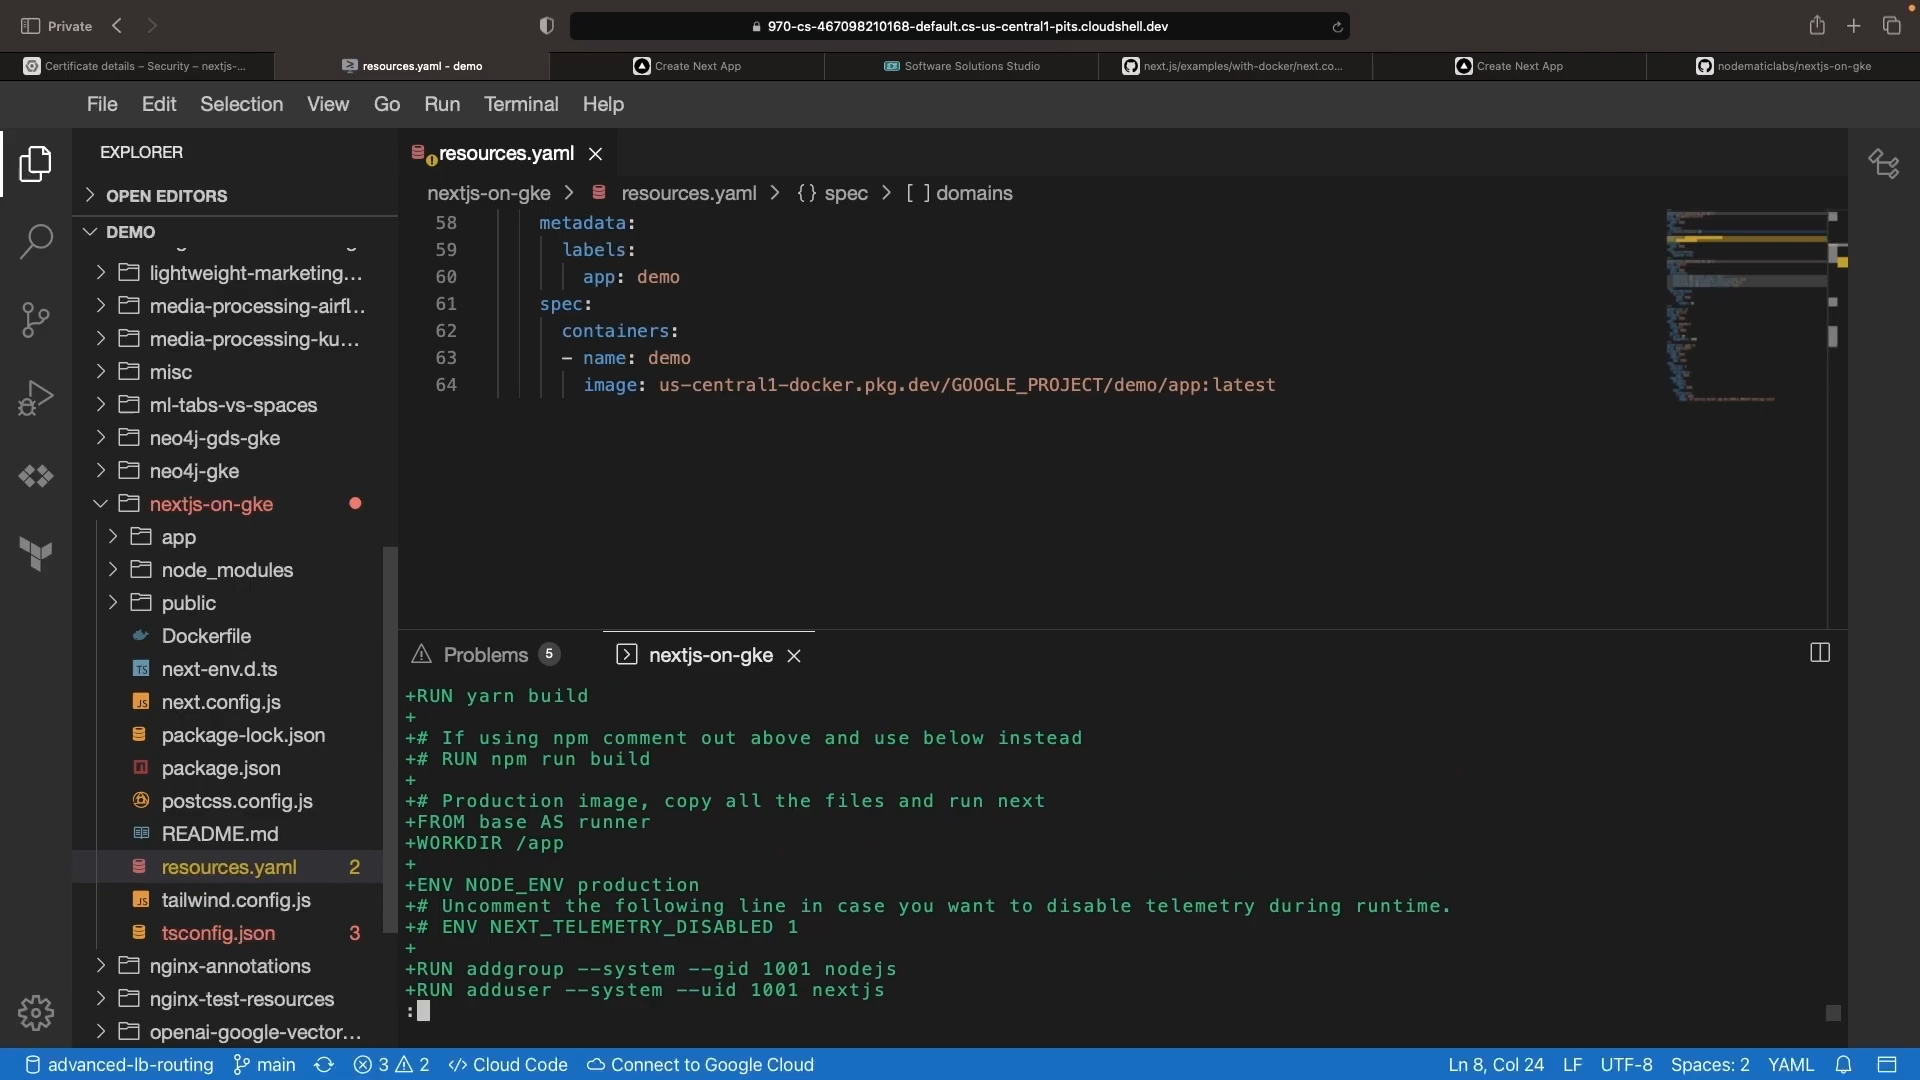 Private
970-cs-467098210168-default.cs-us-central1-pits.cloudshell.dev
Certificate details – Security – nextjs-...
resources.yaml - demo
Create Next App
Software Solutions Studio
next.js/examples/with-docker/next.co...
Create Next App
nodematiclabs/nextjs-on-gke
File Edit Selection View Go Run Terminal Help
EXPLORER
OPEN EDITORS
DEMO
lightweight-marketing...
media-processing-airfl...
media-processing-ku...
misc
ml-tabs-vs-spaces
neo4j-gds-gke
neo4j-gke
nextjs-on-gke
app
node_modules
public
Dockerfile
next-env.d.ts
next.config.js
package-lock.json
package.json
postcss.config.js
README.md
resources.yaml 2
tailwind.config.js
tsconfig.json 3
nginx-annotations
nginx-test-resources
openai-google-vector...
resources.yaml
nextjs-on-gke > resources.yaml > {} spec > [ ] domains
58 metadata:
59 labels:
60 app: demo
61 spec:
62 containers:
63 - name: demo
64 image: us-central1-docker.pkg.dev/GOOGLE_PROJECT/demo/app:latest
Problems 5
nextjs-on-gke
+RUN yarn build
+
+# If using npm comment out above and use below instead
+# RUN npm run build
+
+# Production image, copy all the files and run next
+FROM base AS runner
+WORKDIR /app
+
+ENV NODE_ENV production
+# Uncomment the following line in case you want to disable telemetry during runtime.
+# ENV NEXT_TELEMETRY_DISABLED 1
+
+RUN addgroup --system --gid 1001 nodejs
+RUN adduser --system --uid 1001 nextjs
:
advanced-lb-routing main 3 2 Cloud Code Connect to Google Cloud
Ln 8, Col 24 LF UTF-8 Spaces: 2 YAML